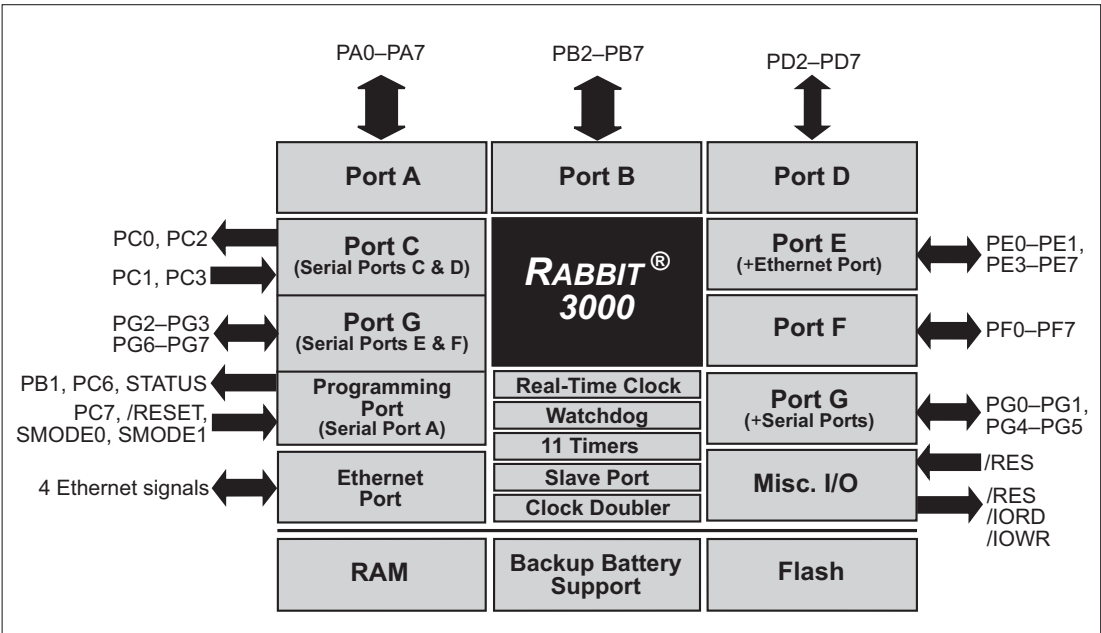 PA0–PA7
PB2–PB7
PD2–PD7
Port A
Port B
Port D
PC0, PC2
PC1, PC3
Port C
(Serial Ports C & D)
RABBIT®
3000
Port E
(+Ethernet Port)
PE0–PE1,
PE3–PE7
PG2–PG3
PG6–PG7
Port G
(Serial Ports E & F)
Port F
PF0–PF7
PB1, PC6, STATUS
PC7, /RESET,
SMODE0, SMODE1
Programming
Port
(Serial Port A)
Real-Time Clock
Watchdog
11 Timers
Slave Port
Clock Doubler
Port G
(+Serial Ports)
PG0–PG1,
PG4–PG5
4 Ethernet signals
Ethernet
Port
Misc. I/O
/RES
/RES
/IORD
/IOWR
RAM
Backup Battery
Support
Flash